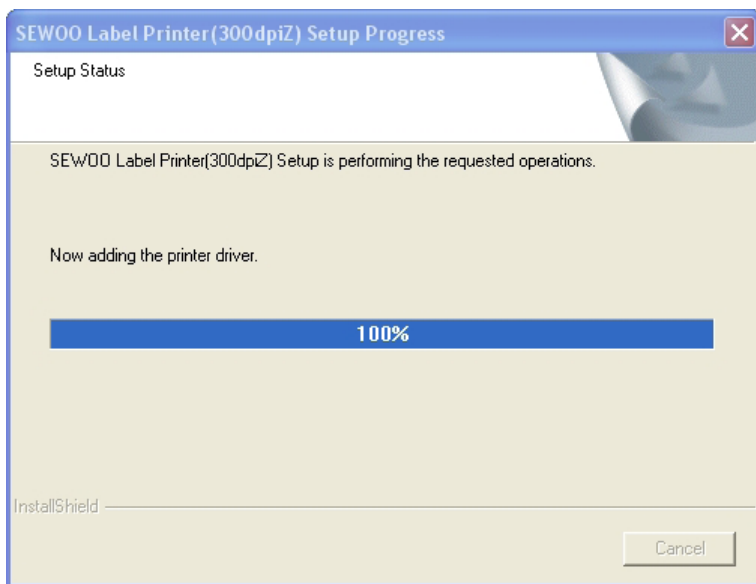 SEWOO Label Printer(300dpiZ) Setup Progress
Setup Status
SEWOO Label Printer(300dpiZ) Setup is performing the requested operations.
Now adding the printer driver.
100%
InstallShield
Cancel